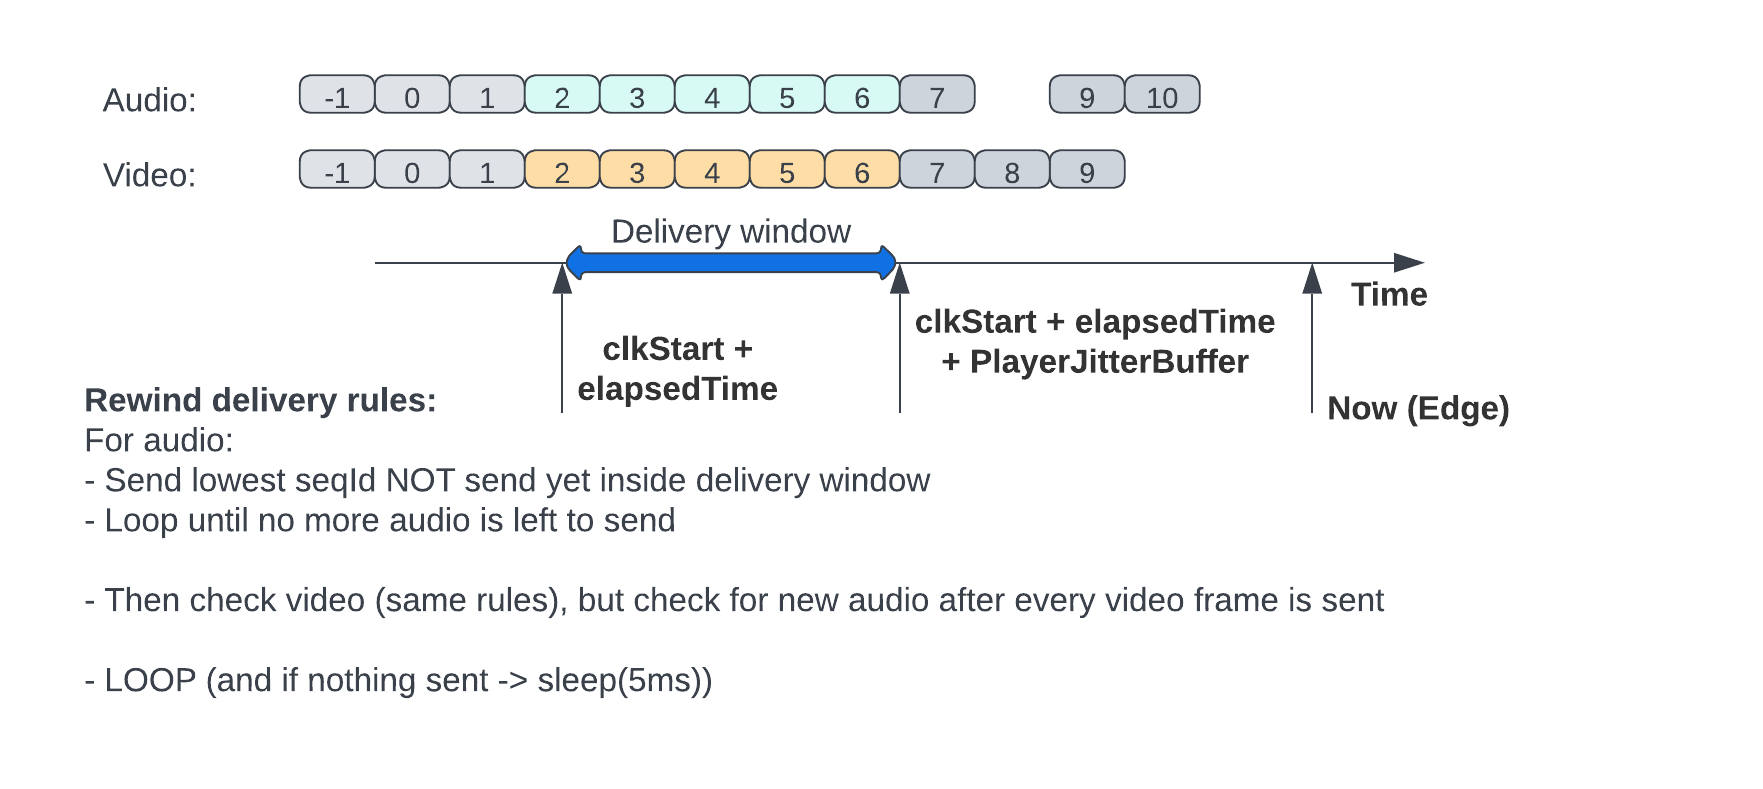 Audio: -1 0 1 2 3 4 5 6 7 9 10
Video: -1 0 1 2 3 4 5 6 7 8 9
Delivery window
Time
clkStart +
elapsedTime
clkStart + elapsedTime
+ PlayerJitterBuffer
Now (Edge)
Rewind delivery rules:
For audio:
- Send lowest seqId NOT send yet inside delivery window
- Loop until no more audio is left to send
- Then check video (same rules), but check for new audio after every video frame is sent
- LOOP (and if nothing sent -> sleep(5ms))